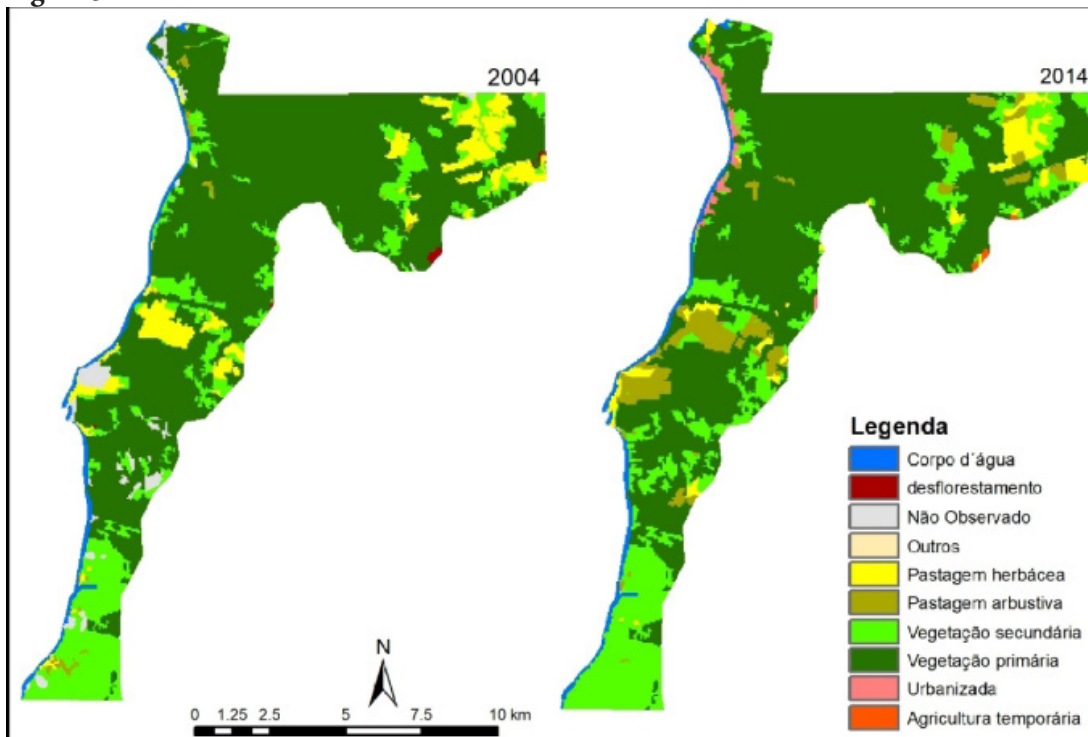 2004
2014
Legenda
Corpo d´água
desflorestamento
Não Observado
Outros
Pastagem herbácea
Pastagem arbustiva
Vegetação secundária
Vegetação primária
Urbanizada
Agricultura temporária
N
0 1.25 2.5 5 7.5 10 km